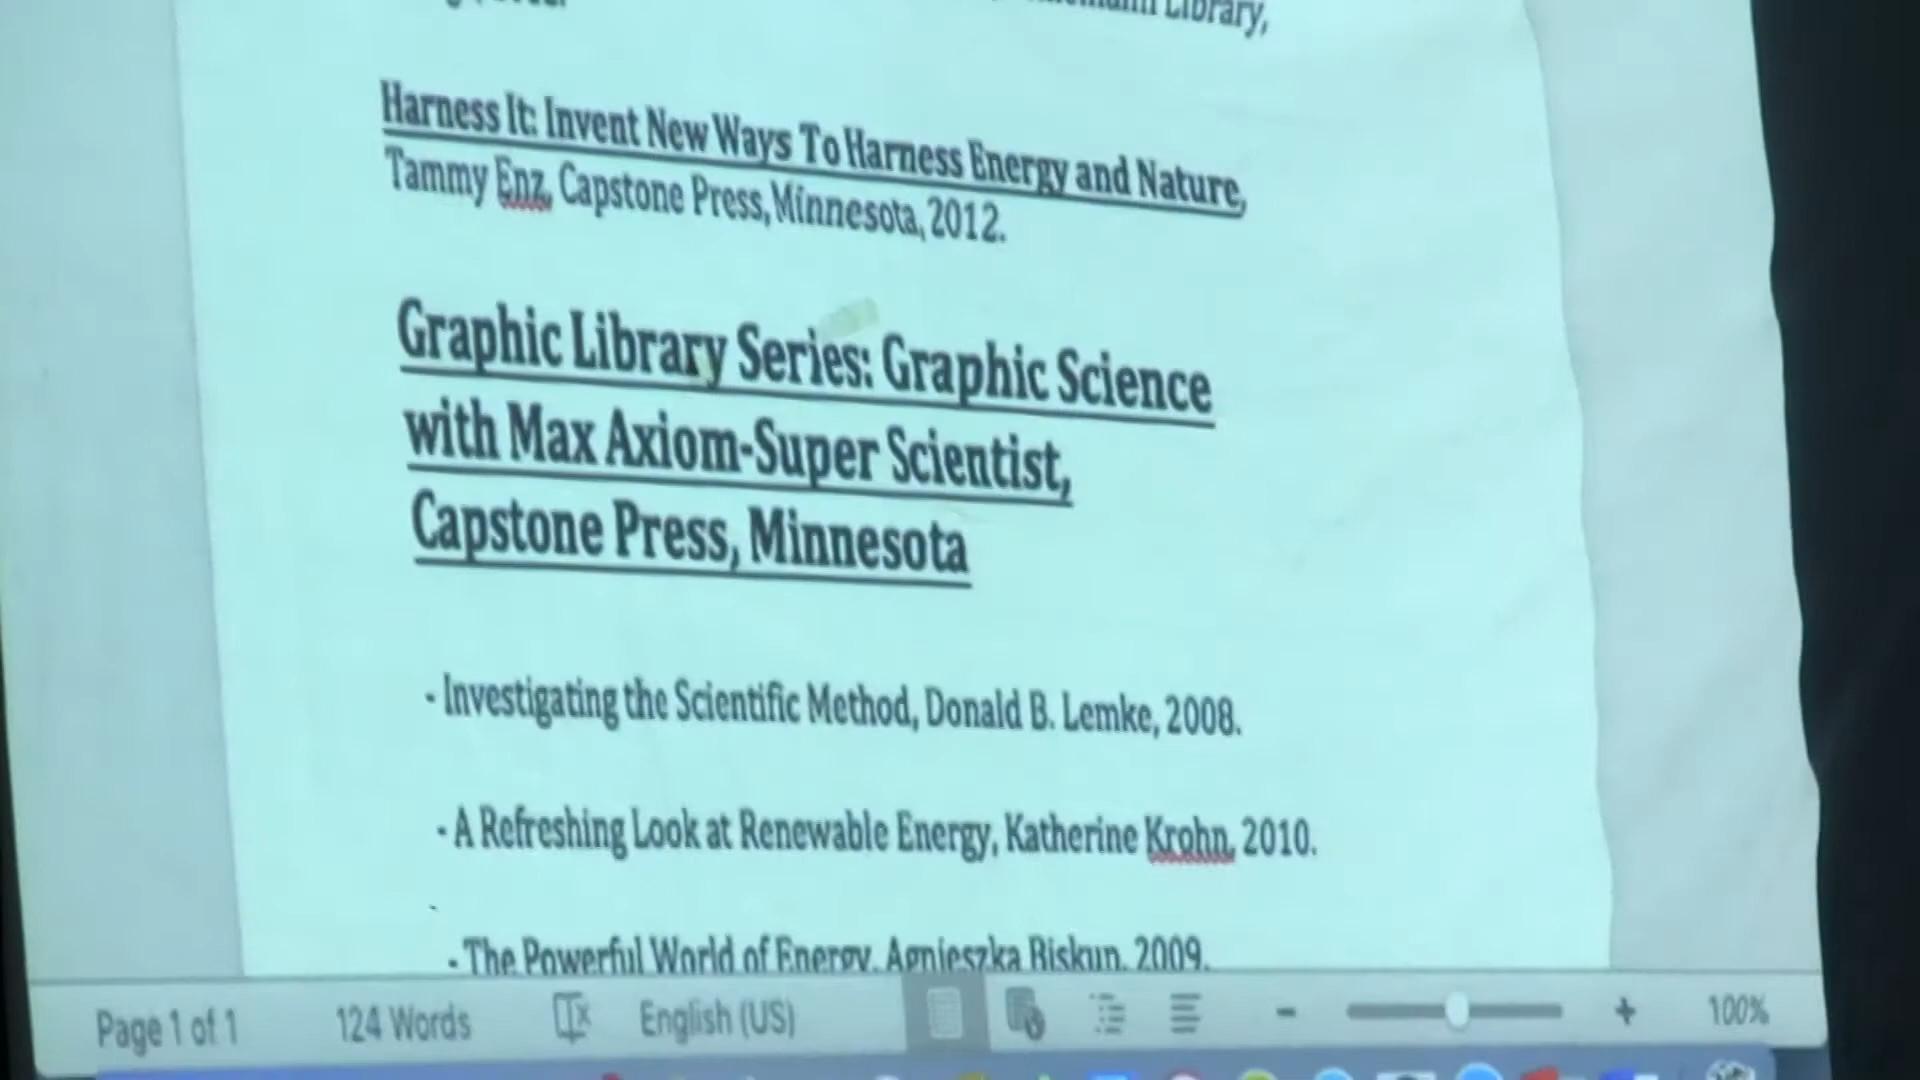 Library,
Harness It: Invent New Ways To Harness Energy and Nature,
Tammy Enz, Capstone Press, Minnesota, 2012.
Graphic Library Series: Graphic Science
with Max Axiom-Super Scientist,
Capstone Press, Minnesota
- Investigating the Scientific Method, Donald B. Lemke, 2008.
- A Refreshing Look at Renewable Energy, Katherine Krohn, 2010.
- The Powerful World of Energy, Agnieszka Biskup, 2009.
Page 1 of 1 124 Words English (US) 100%